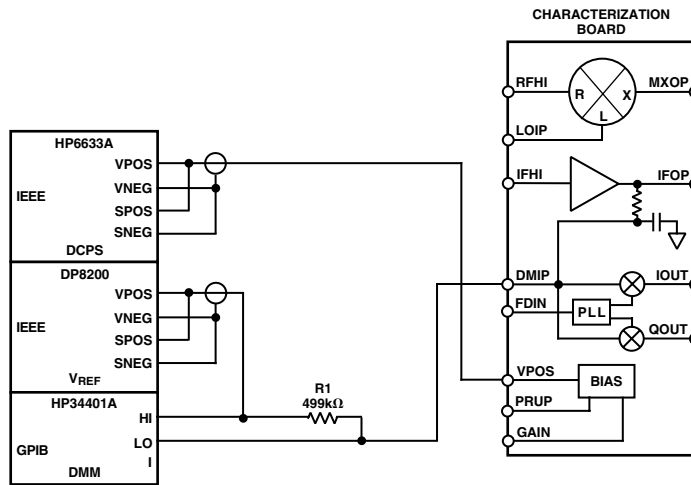 CHARACTERIZATION
BOARD
HP6633A
IEEE
VPOS
VNEG
SPOS
SNEG
DCPS
DP8200
IEEE
VPOS
VNEG
SPOS
SNEG
VREF
HP34401A
GPIB
HI
LO
I
DMM
R1
499kΩ
RFHI
R
X
L
MXOP
LOIP
IFHI
IFOP
DMIP
IOUT
FDIN
PLL
QOUT
VPOS
BIAS
PRUP
GAIN